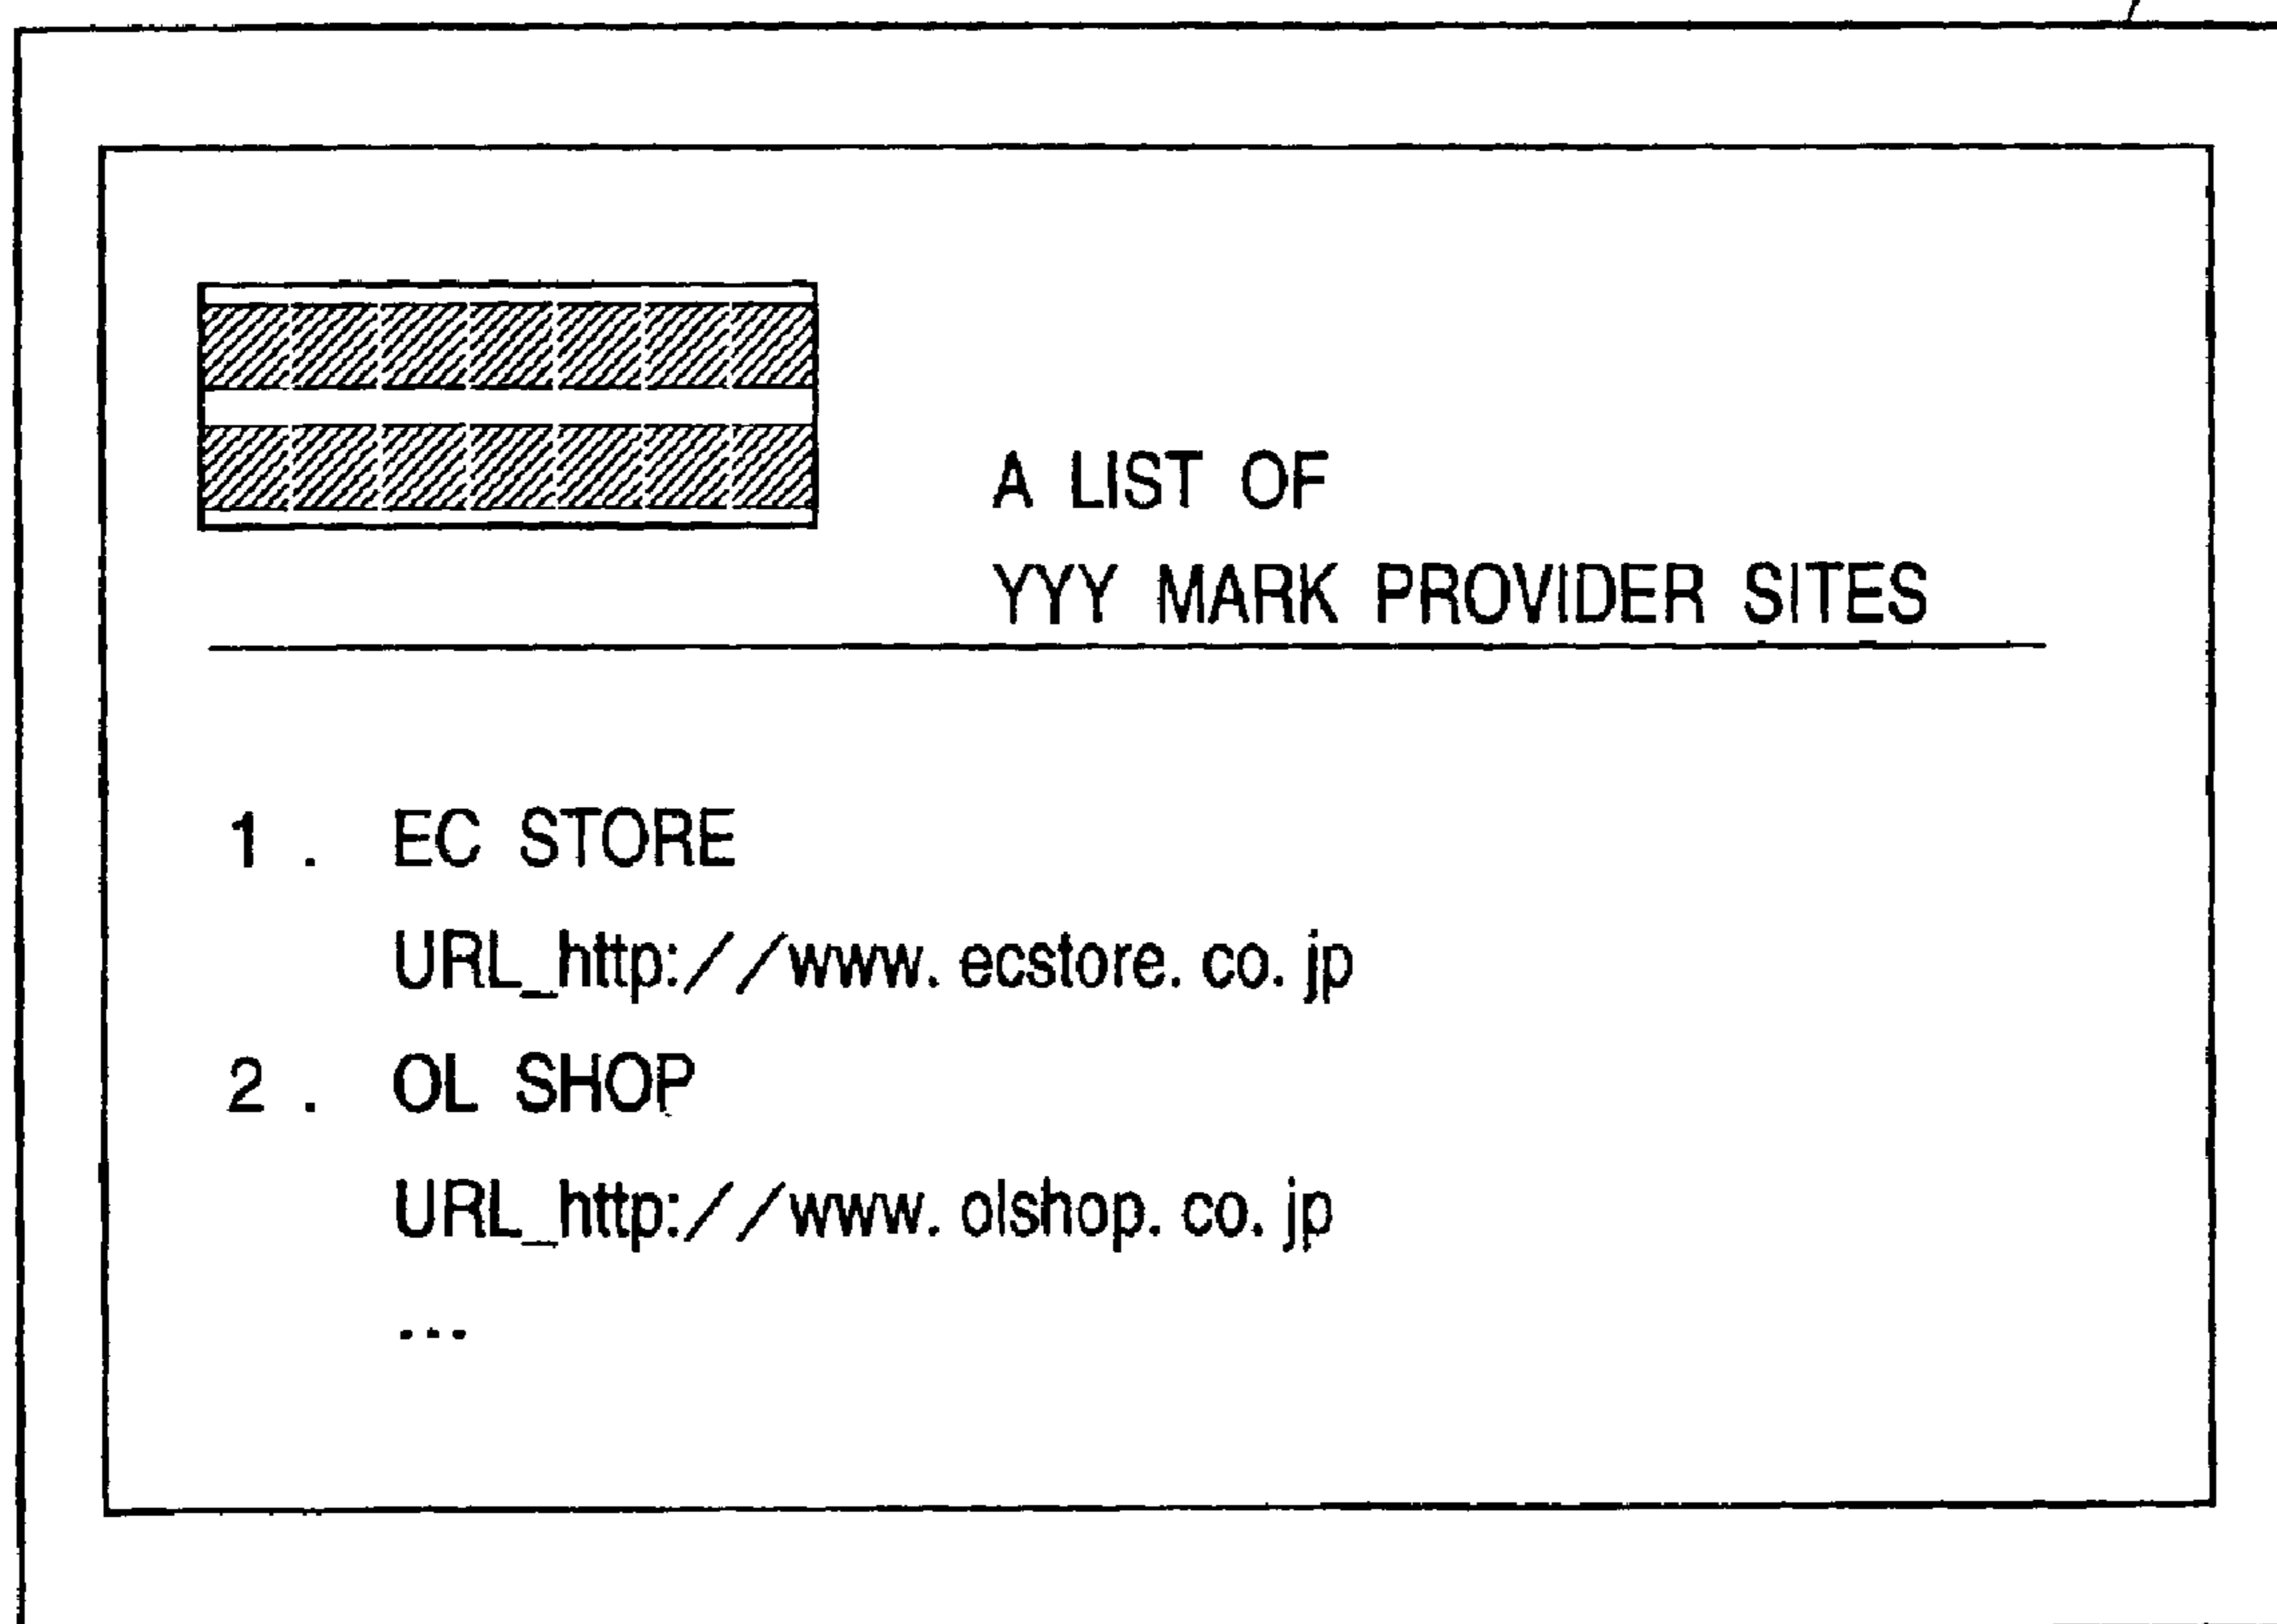 A LIST OF
YYY MARK PROVIDER SITES
1. EC STORE
URL_http://www.ecstore.co.jp
2. OL SHOP
URL_http://www.olshop.co.jp
...